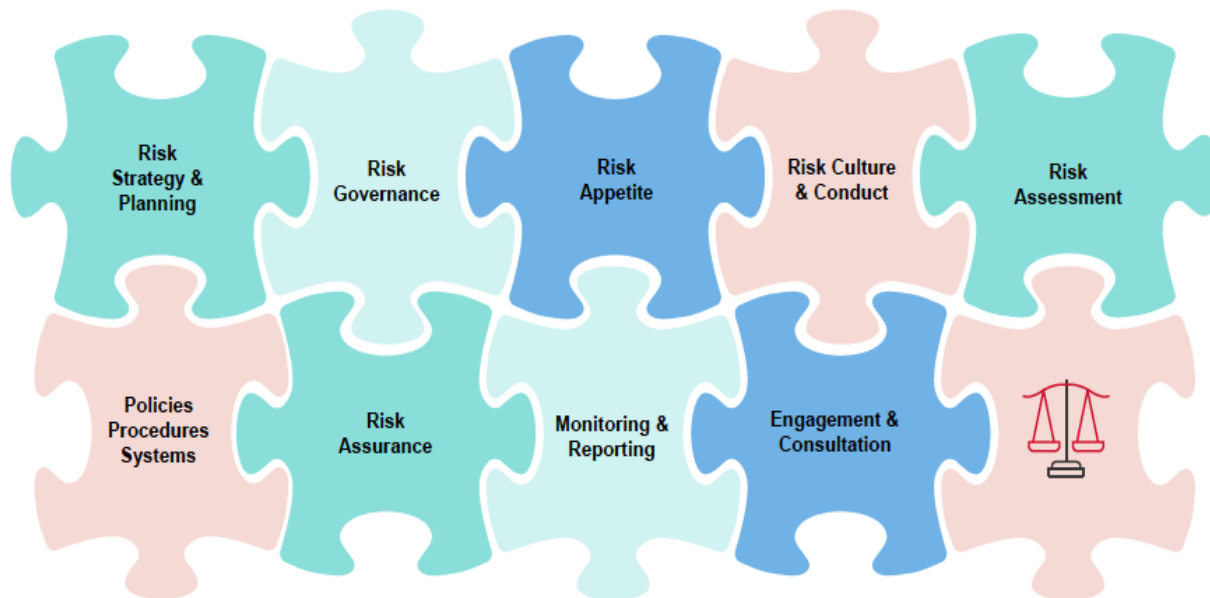 Risk
Strategy &
Planning
Risk
Governance
Risk
Appetite
Risk Culture
& Conduct
Risk
Assessment
Policies
Procedures
Systems
Risk
Assurance
Monitoring &
Reporting
Engagement &
Consultation